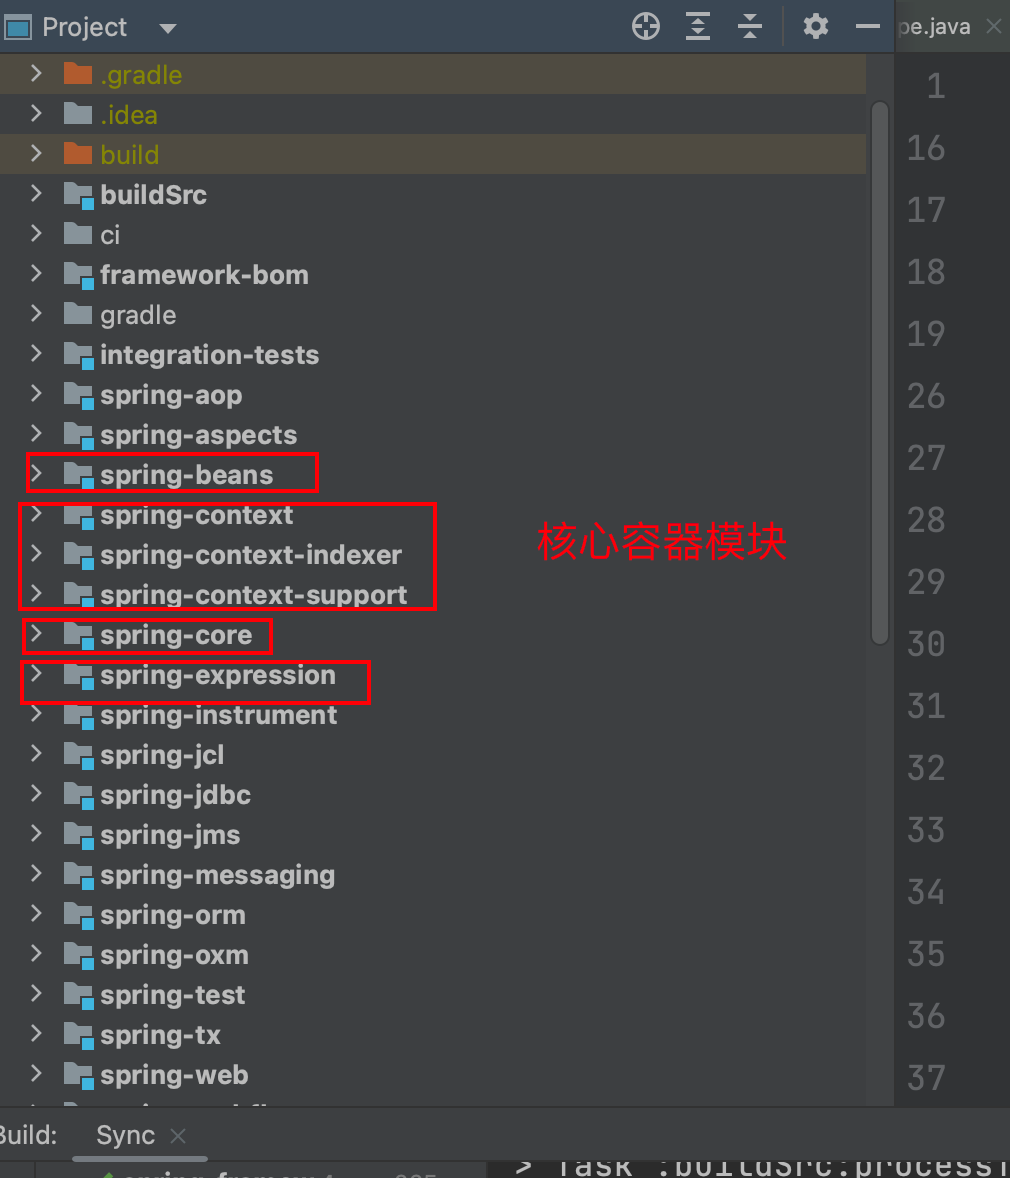 Project
pe.java
.gradle
.idea
build
buildSrc
ci
framework-bom
gradle
integration-tests
spring-aop
spring-aspects
spring-beans
spring-context
spring-context-indexer
spring-context-support
spring-core
spring-expression
spring-instrument
spring-jcl
spring-jdbc
spring-jms
spring-messaging
spring-orm
spring-oxm
spring-test
spring-tx
spring-web
核心容器模块
1
16
17
18
19
26
27
28
29
30
31
32
33
34
35
36
37
Build:
Sync
> Task :buildSrc:processi